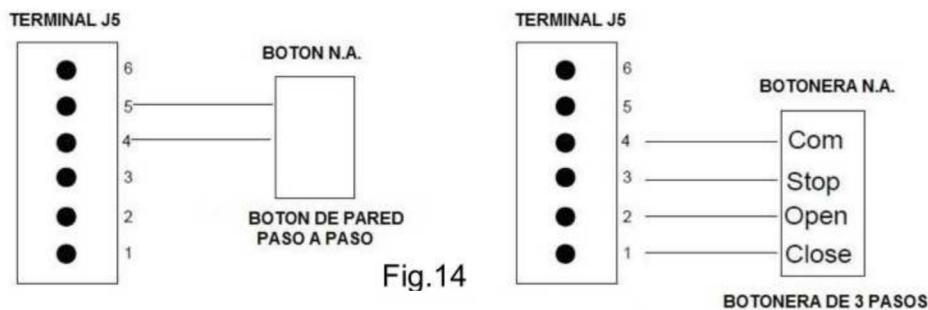 TERMINAL J5
BOTON N.A.
6
5
4
3
2
1
BOTON DE PARED
PASO A PASO
Fig.14
TERMINAL J5
BOTONERA N.A.
6
5
4
3
2
1
Com
Stop
Open
Close
BOTONERA DE 3 PASOS